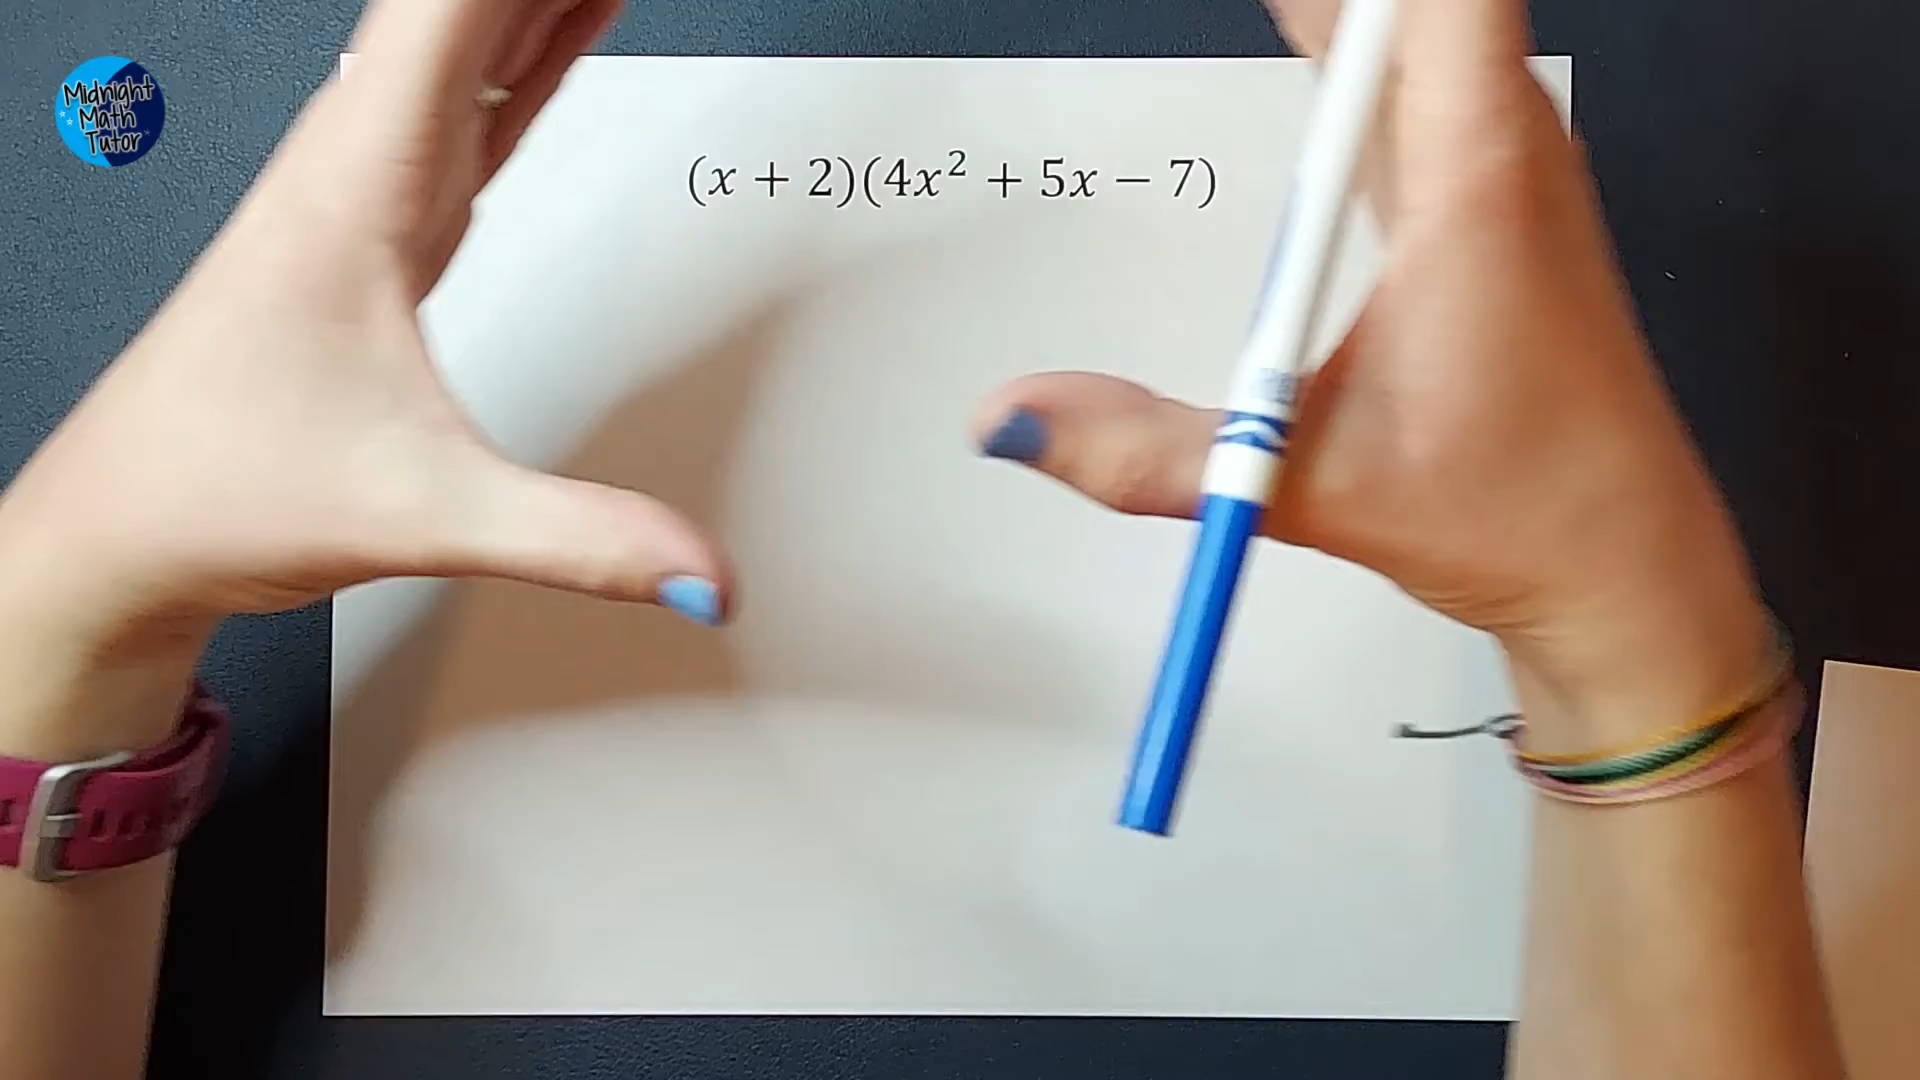 Midnight
Math
Tutor
(x + 2)(4x² + 5x − 7)